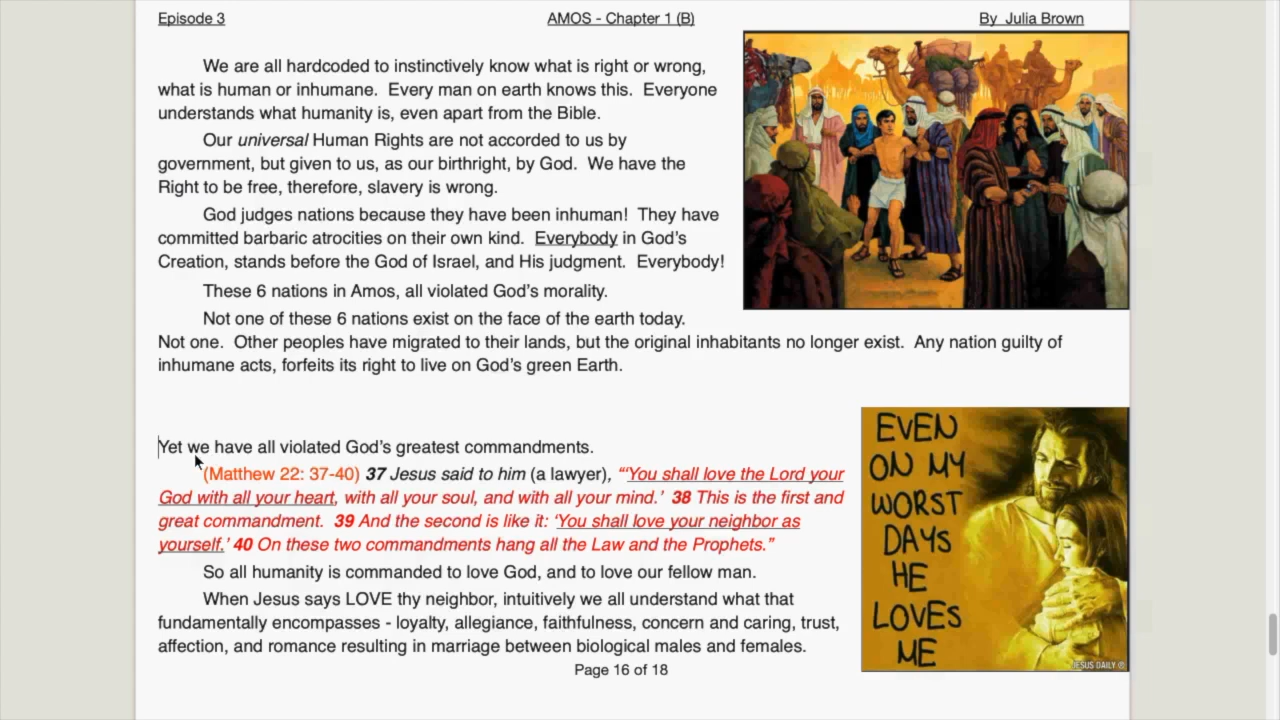 Episode 3 AMOS - Chapter 1 (B) By Julia Brown
We are all hardcoded to instinctively know what is right or wrong,
what is human or inhumane. Every man on earth knows this. Everyone
understands what humanity is, even apart from the Bible.
Our universal Human Rights are not accorded to us by
government, but given to us, as our birthright, by God. We have the
Right to be free, therefore, slavery is wrong.
God judges nations because they have been inhuman! They have
committed barbaric atrocities on their own kind. Everybody in God's
Creation, stands before the God of Israel, and His judgment. Everybody!
These 6 nations in Amos, all violated God's morality.
Not one of these 6 nations exist on the face of the earth today.
Not one. Other peoples have migrated to their lands, but the original inhabitants no longer exist. Any nation guilty of
inhumane acts, forfeits its right to live on God's green Earth.
Yet we have all violated God's greatest commandments.
(Matthew 22: 37-40) 37 Jesus said to him (a lawyer), "'You shall love the Lord your
God with all your heart, with all your soul, and with all your mind.' 38 This is the first and
great commandment. 39 And the second is like it: 'You shall love your neighbor as
yourself.' 40 On these two commandments hang all the Law and the Prophets."
So all humanity is commanded to love God, and to love our fellow man.
When Jesus says LOVE thy neighbor, intuitively we all understand what that
fundamentally encompasses - loyalty, allegiance, faithfulness, concern and caring, trust,
affection, and romance resulting in marriage between biological males and females.
EVEN
ON MY
WORST
DAYS
HE
LOVES
ME
JESUS DAILY ®
Page 16 of 18